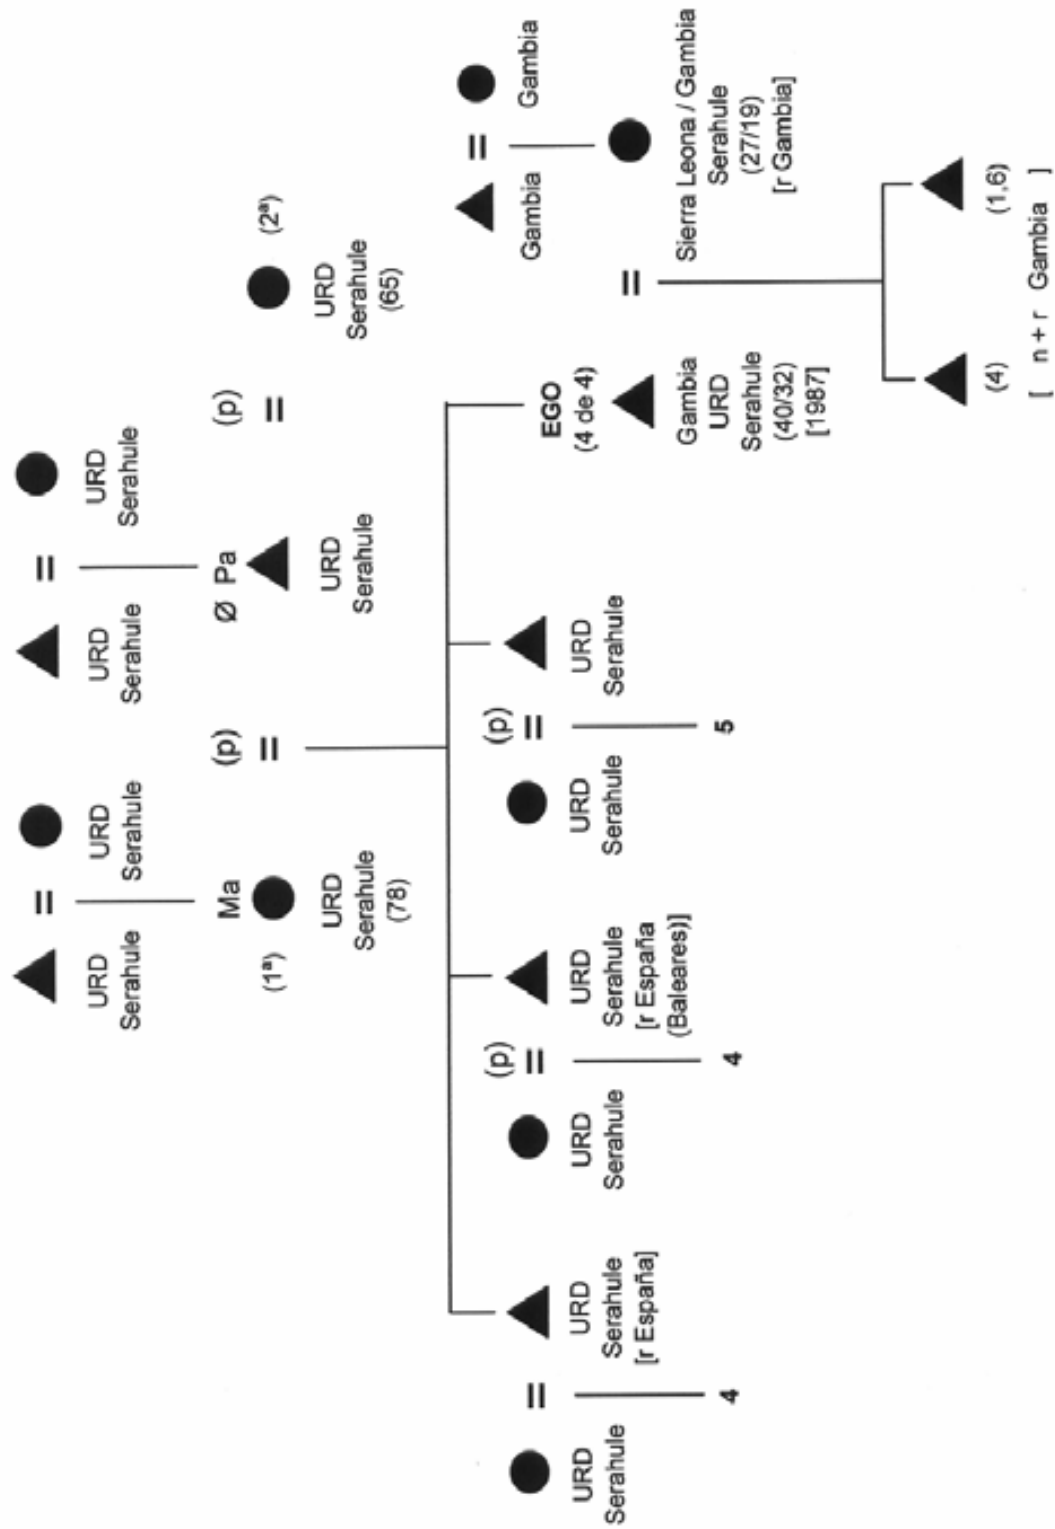 = =
URD URD URD URD
Serahule Serahule Serahule Serahule
Ma (p) Ø Pa (p)
(1ª) = = (2ª)
URD URD URD
Serahule Serahule Serahule
(78) (65)
= Gambia = Gambia
(p) (p) EGO
= = = (4 de 4)
URD URD URD URD URD URD
Serahule Serahule Serahule Serahule Serahule Serahule
[r España] [r España
(Baleares)]
4 4 5
=
Gambia
URD
Serahule
(40/32)
[1987]
Sierra Leona / Gambia
Serahule
(27/19)
[r Gambia]
(4) (1,6)
[ n + r Gambia ]